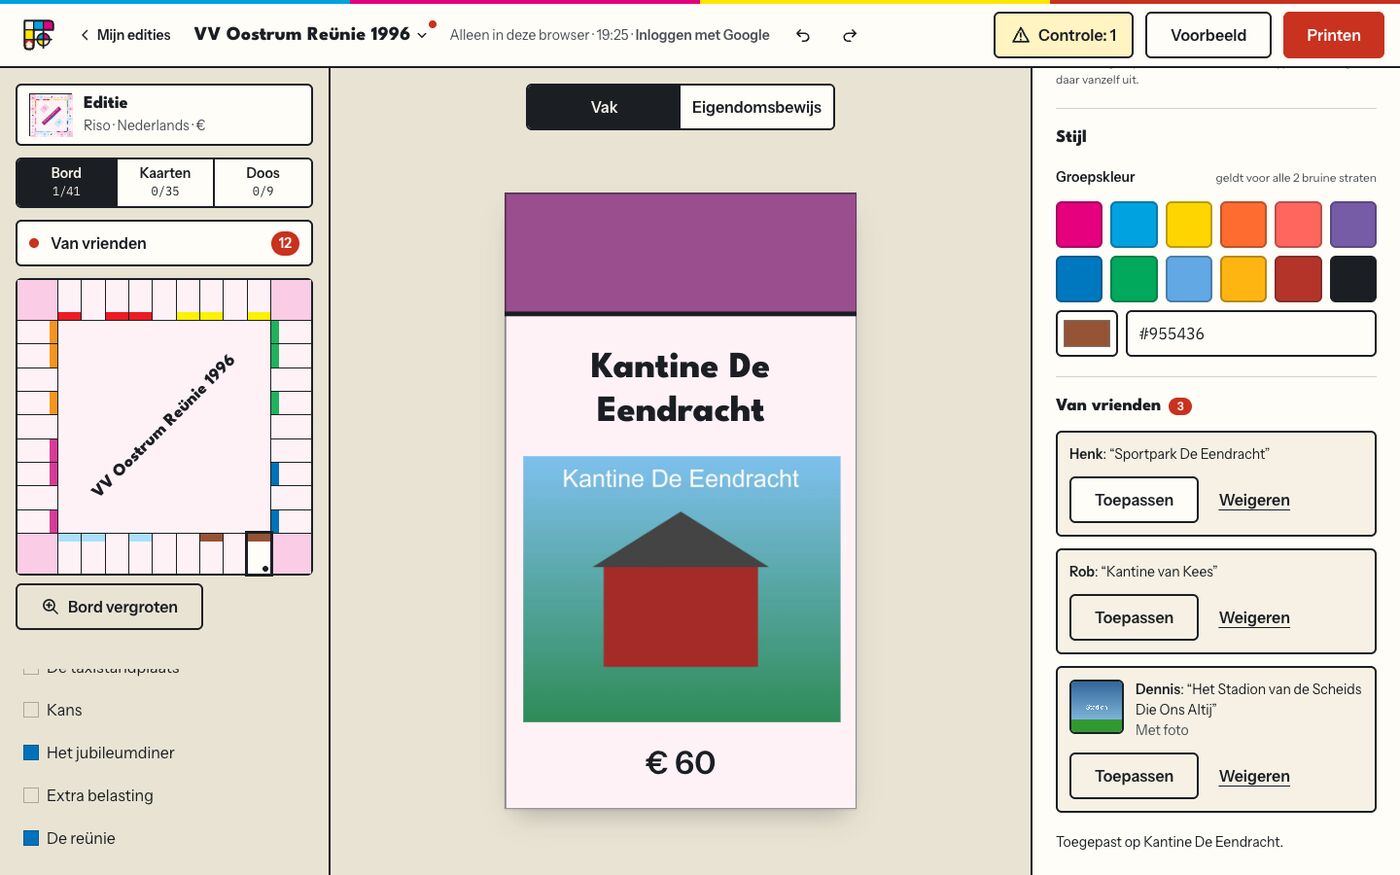 Mijn edities
VV Oostrum Reünie 1996
Alleen in deze browser · 19:25 · Inloggen met Google
Controle: 1
Voorbeeld
Printen
Editie
Riso · Nederlands · €
Bord
1/41
Kaarten
0/35
Doos
0/9
Van vrienden
12
VV Oostrum Reünie 1996
Bord vergroten
De taxistandplaats
Kans
Het jubileumdiner
Extra belasting
De reünie
Vak
Eigendomsbewijs
Kantine De
Eendracht
Kantine De Eendracht
€ 60
daar vanzelf uit.
Stijl
Groepskleur
geldt voor alle 2 bruine straten
#955436
Van vrienden 3
Henk: “Sportpark De Eendracht”
Toepassen Weigeren
Rob: “Kantine van Kees”
Toepassen Weigeren
Dennis: “Het Stadion van de Scheids
Die Ons Altij”
Met foto
Toepassen Weigeren
Toegepast op Kantine De Eendracht.